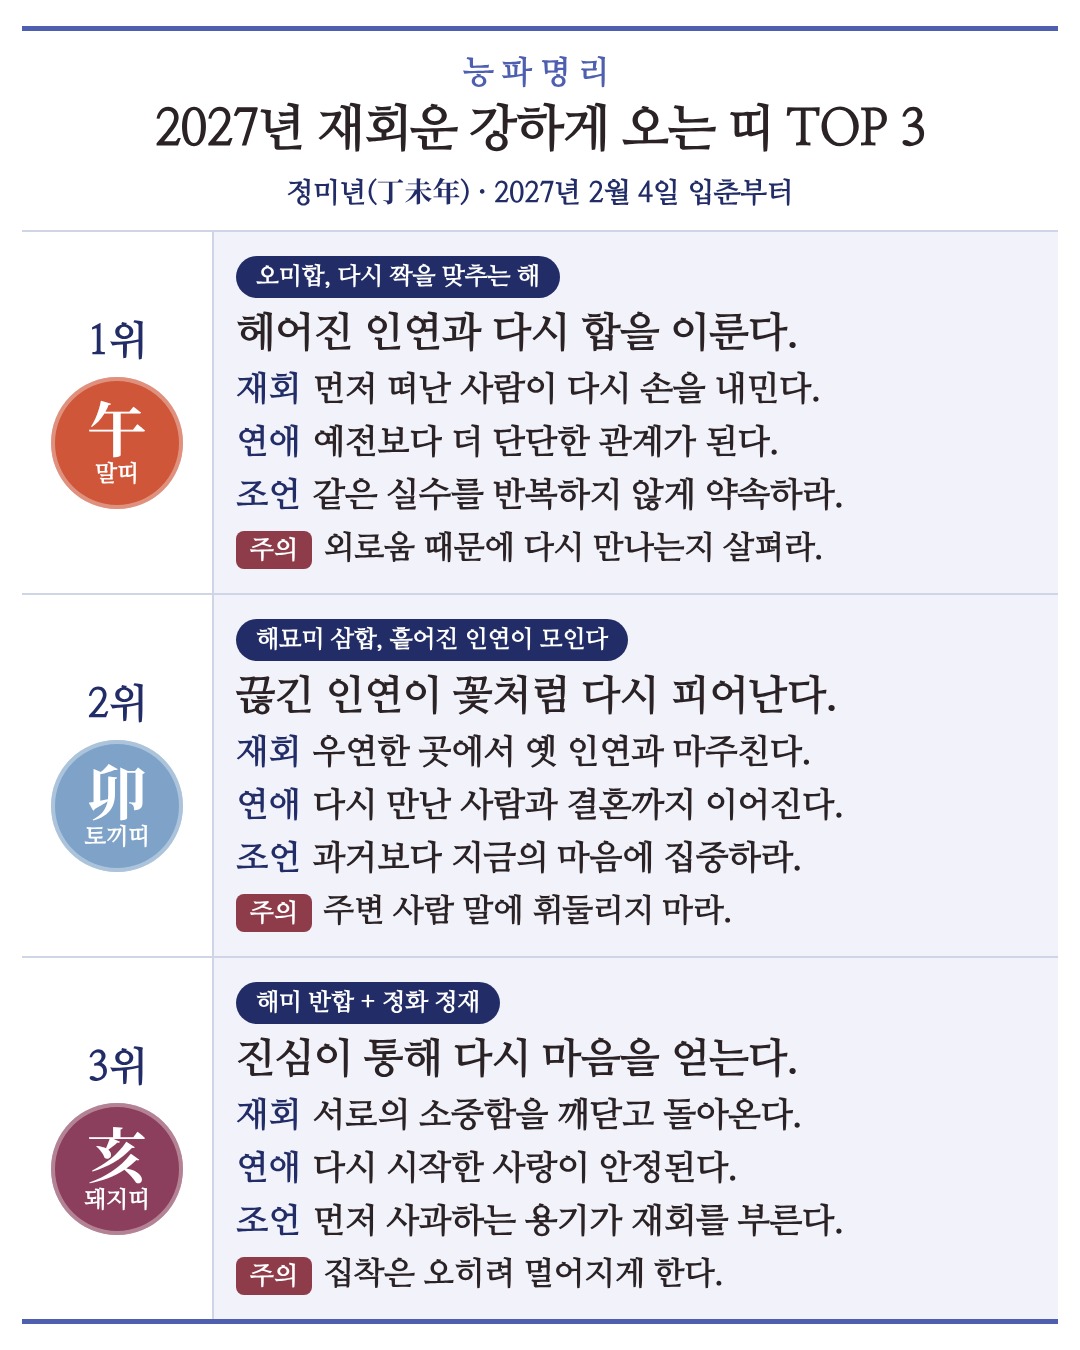 능파명리
2027년 재회운 강하게 오는 띠 TOP 3
정미년(丁未年) · 2027년 2월 4일 입춘부터
1위
午
말띠
오미합, 다시 짝을 맞추는 해
헤어진 인연과 다시 합을 이룬다.
재회 먼저 떠난 사람이 다시 손을 내민다.
연애 예전보다 더 단단한 관계가 된다.
조언 같은 실수를 반복하지 않게 약속하라.
주의 외로움 때문에 다시 만나는지 살펴라.
2위
卯
토끼띠
해묘미 삼합, 흩어진 인연이 모인다
끊긴 인연이 꽃처럼 다시 피어난다.
재회 우연한 곳에서 옛 인연과 마주친다.
연애 다시 만난 사람과 결혼까지 이어진다.
조언 과거보다 지금의 마음에 집중하라.
주의 주변 사람 말에 휘둘리지 마라.
3위
亥
돼지띠
해미 반합 + 정화 정재
진심이 통해 다시 마음을 얻는다.
재회 서로의 소중함을 깨닫고 돌아온다.
연애 다시 시작한 사랑이 안정된다.
조언 먼저 사과하는 용기가 재회를 부른다.
주의 집착은 오히려 멀어지게 한다.